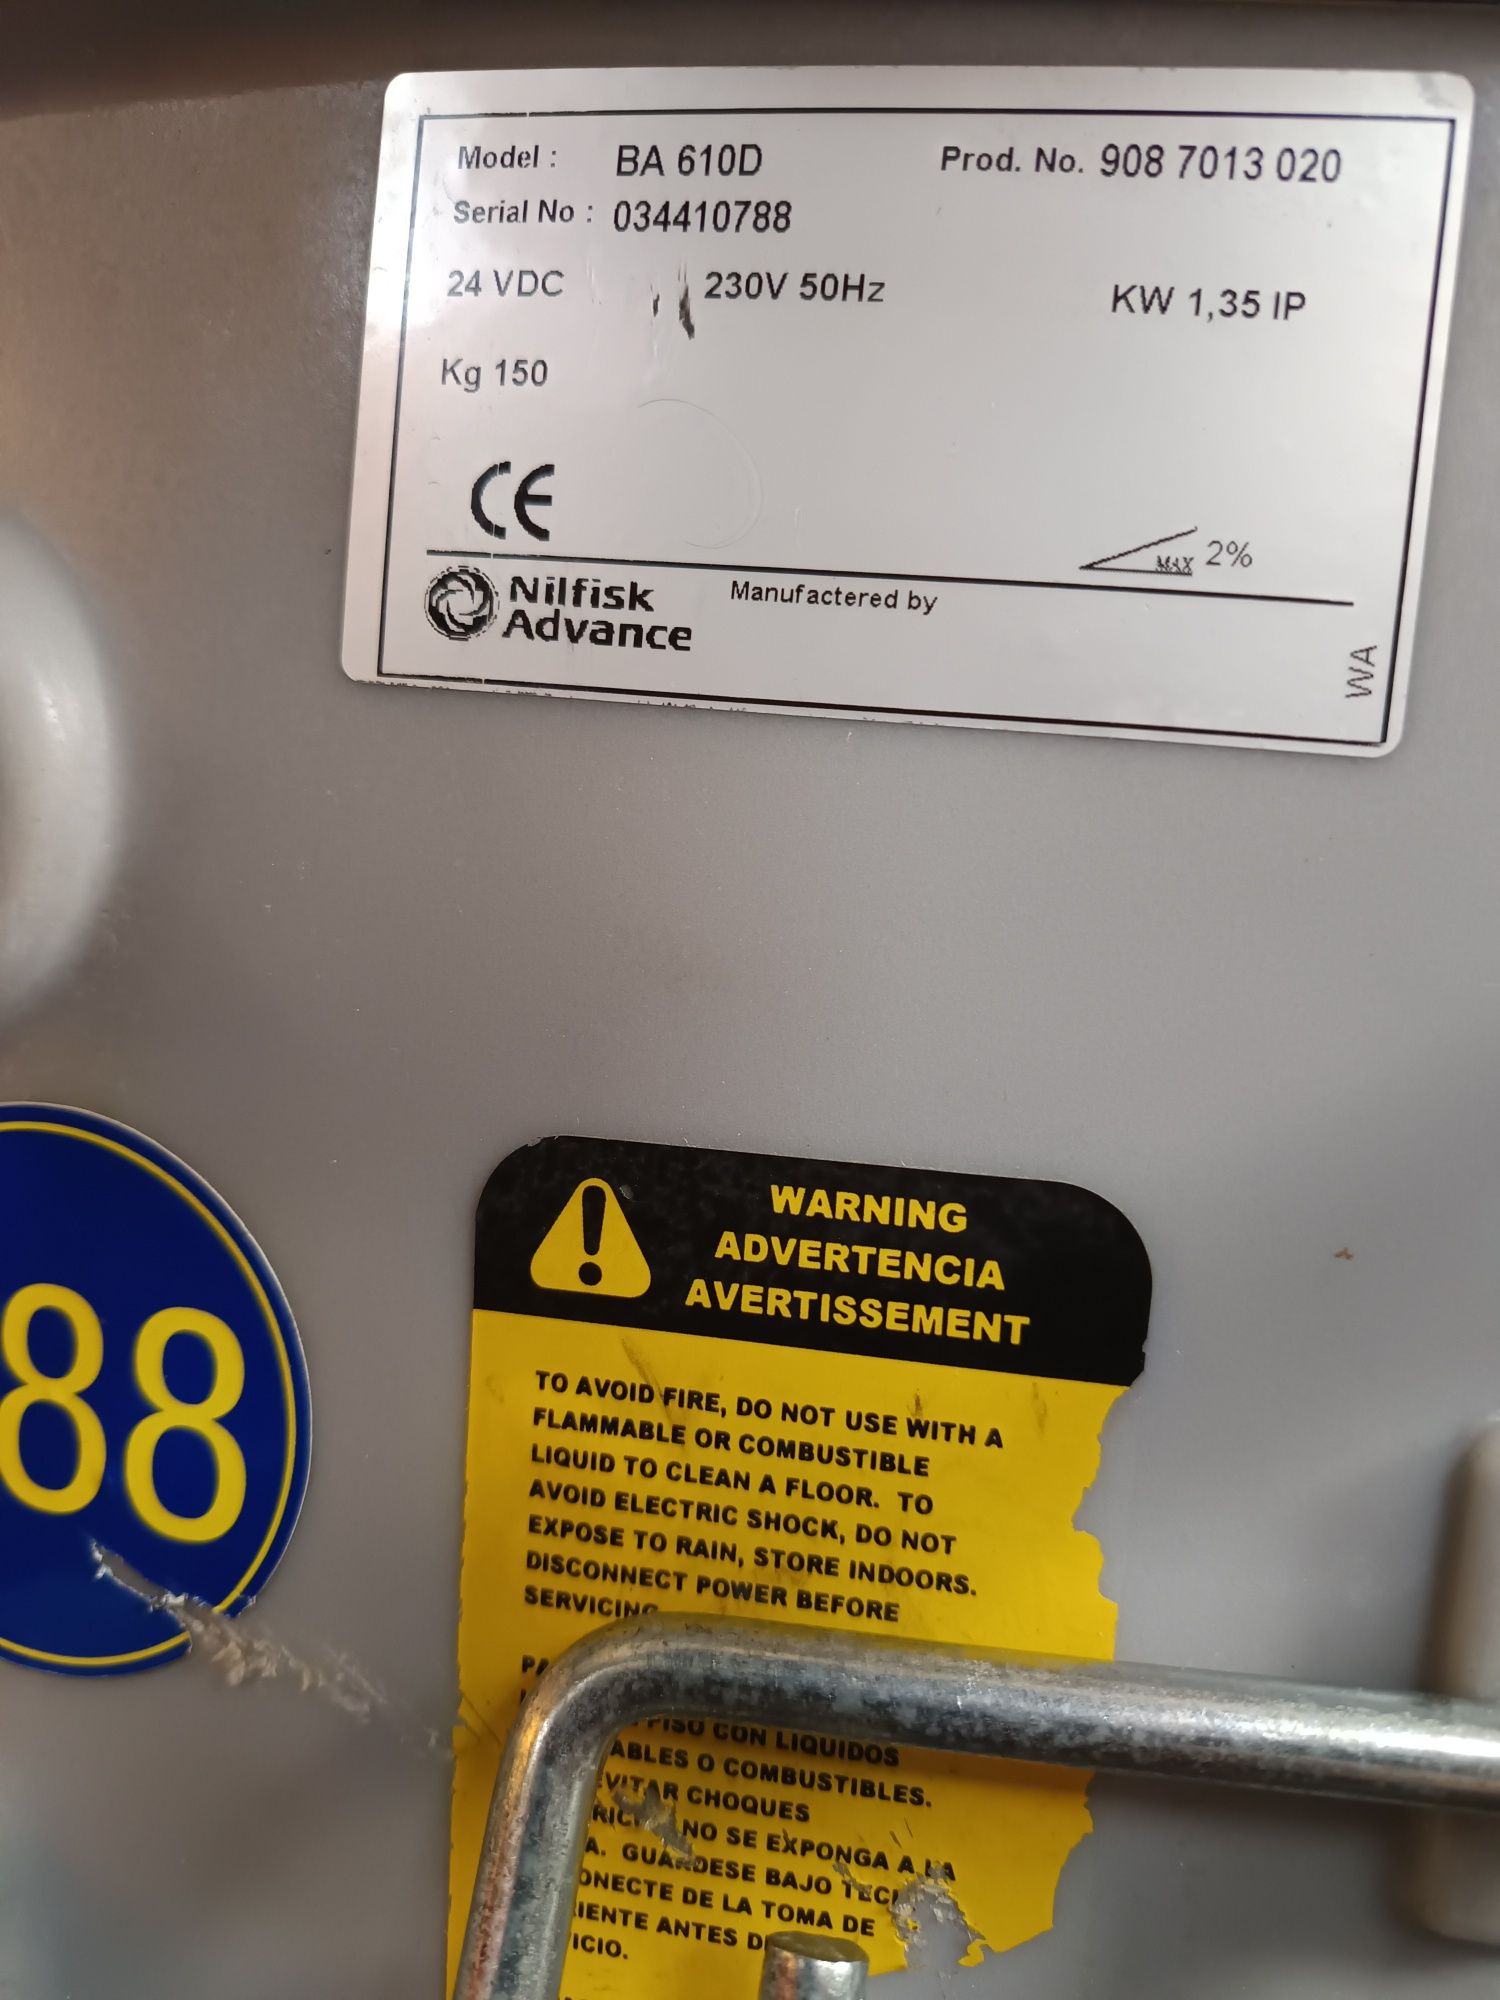 Model : BA 610D Prod. No. 908 7013 020
Serial No : 034410788
24 VDC 230V 50Hz KW 1,35 IP
Kg 150
CE
MAX 2%
Nilfisk
Advance
Manufactered by
WA
88
WARNING
ADVERTENCIA
AVERTISSEMENT
TO AVOID FIRE, DO NOT USE WITH A
FLAMMABLE OR COMBUSTIBLE
LIQUID TO CLEAN A FLOOR. TO
AVOID ELECTRIC SHOCK, DO NOT
EXPOSE TO RAIN, STORE INDOORS.
DISCONNECT POWER BEFORE
SERVICING
PISO CON LIQUIDOS
ABLES O COMBUSTIBLES.
EVITAR CHOQUES
NO SE EXPONGA A LA
A. GUARDESE BAJO
ONECTE DE LA TOMA DE
IENTE ANTES
ICIO.